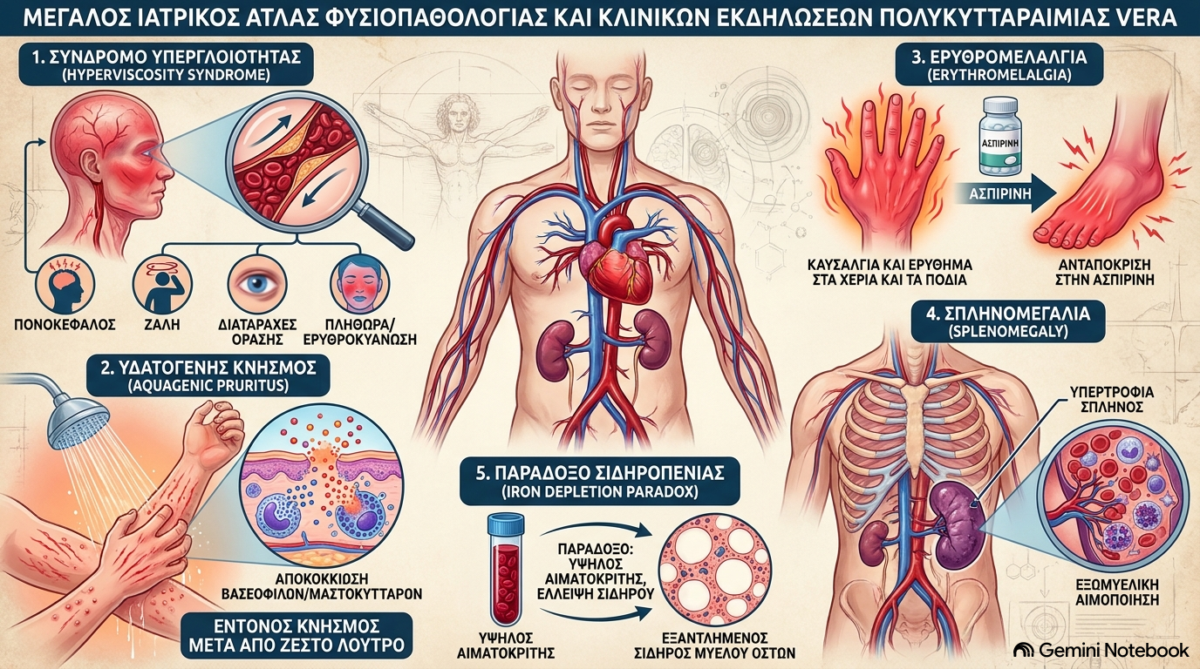 ΜΕΓΑΛΟΣ ΙΑΤΡΙΚΟΣ ΑΤΛΑΣ ΦΥΣΙΟΠΑΘΟΛΟΓΙΑΣ ΚΑΙ ΚΛΙΝΙΚΩΝ ΕΚΔΗΛΩΣΕΩΝ ΠΟΛΥΚΥΤΤΑΡΑΙΜΙΑΣ VERA
1. ΣΥΝΔΡΟΜΟ ΥΠΕΡΓΛΟΙΟΤΗΤΑΣ
(HYPERVISCOSITY SYNDROME)
ΠΟΝΟΚΕΦΑΛΟΣ
ΖΑΛΗ
ΔΙΑΤΑΡΑΧΕΣ
ΟΡΑΣΗΣ
ΠΛΗΘΩΡΑ/
ΕΡΥΘΡΟΚΥΑΝΩΣΗ
2. ΥΔΑΤΟΓΕΝΗΣ ΚΝΗΣΜΟΣ
(AQUAGENIC PRURITUS)
ΑΠΟΚΟΚΚΙΩΣΗ
ΒΑΣΕΟΦΙΛΩΝ/ΜΑΣΤΟΚΥΤΤΑΡΩΝ
ΕΝΤΟΝΟΣ ΚΝΗΣΜΟΣ
ΜΕΤΑ ΑΠΟ ΖΕΣΤΟ ΛΟΥΤΡΟ
3. ΕΡΥΘΡΟΜΕΛΑΛΓΙΑ
(ERYTHROMELALGIA)
ΑΣΠΙΡΙΝΗ
ΑΣΠΙΡΙΝΗ
ΚΑΥΣΑΛΓΙΑ ΚΑΙ ΕΡΥΘΗΜΑ
ΣΤΑ ΧΕΡΙΑ ΚΑΙ ΤΑ ΠΟΔΙΑ
ΑΝΤΑΠΟΚΡΙΣΗ
ΣΤΗΝ ΑΣΠΙΡΙΝΗ
4. ΣΠΛΗΝΟΜΕΓΑΛΙΑ
(SPLENOMEGALY)
ΥΠΕΡΤΡΟΦΙΑ
ΣΠΛΗΝΟΣ
ΕΞΩΜΥΕΛΙΚΗ
ΑΙΜΟΠΟΙΗΣΗ
5. ΠΑΡΑΔΟΞΟ ΣΙΔΗΡΟΠΕΝΙΑΣ
(IRON DEPLETION PARADOX)
ΠΑΡΑΔΟΞΟ:
ΥΨΗΛΟΣ
ΑΙΜΑΤΟΚΡΙΤΗΣ,
ΕΛΛΕΙΨΗ ΣΙΔΗΡΟΥ
ΥΨΗΛΟΣ
ΑΙΜΑΤΟΚΡΙΤΗΣ
ΕΞΑΝΤΛΗΜΕΝΟΣ
ΣΙΔΗΡΟΣ ΜΥΕΛΟΥ ΟΣΤΩΝ
Gemini Notebook